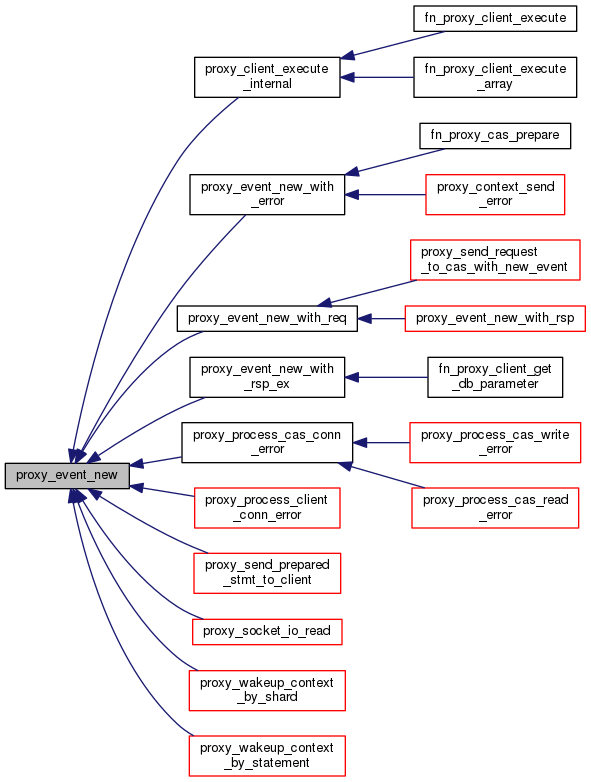 fn_proxy_client_execute
proxy_client_execute
_internal
fn_proxy_client_execute
_array
fn_proxy_cas_prepare
proxy_event_new_with
_error
proxy_context_send
_error
proxy_send_request
_to_cas_with_new_event
proxy_event_new_with_req
proxy_event_new_with_rsp
proxy_event_new_with
_rsp_ex
fn_proxy_client_get
_db_parameter
proxy_process_cas_conn
_error
proxy_process_cas_write
_error
proxy_event_new
proxy_process_cas_read
_error
proxy_process_client
_conn_error
proxy_send_prepared
_stmt_to_client
proxy_socket_io_read
proxy_wakeup_context
_by_shard
proxy_wakeup_context
_by_statement